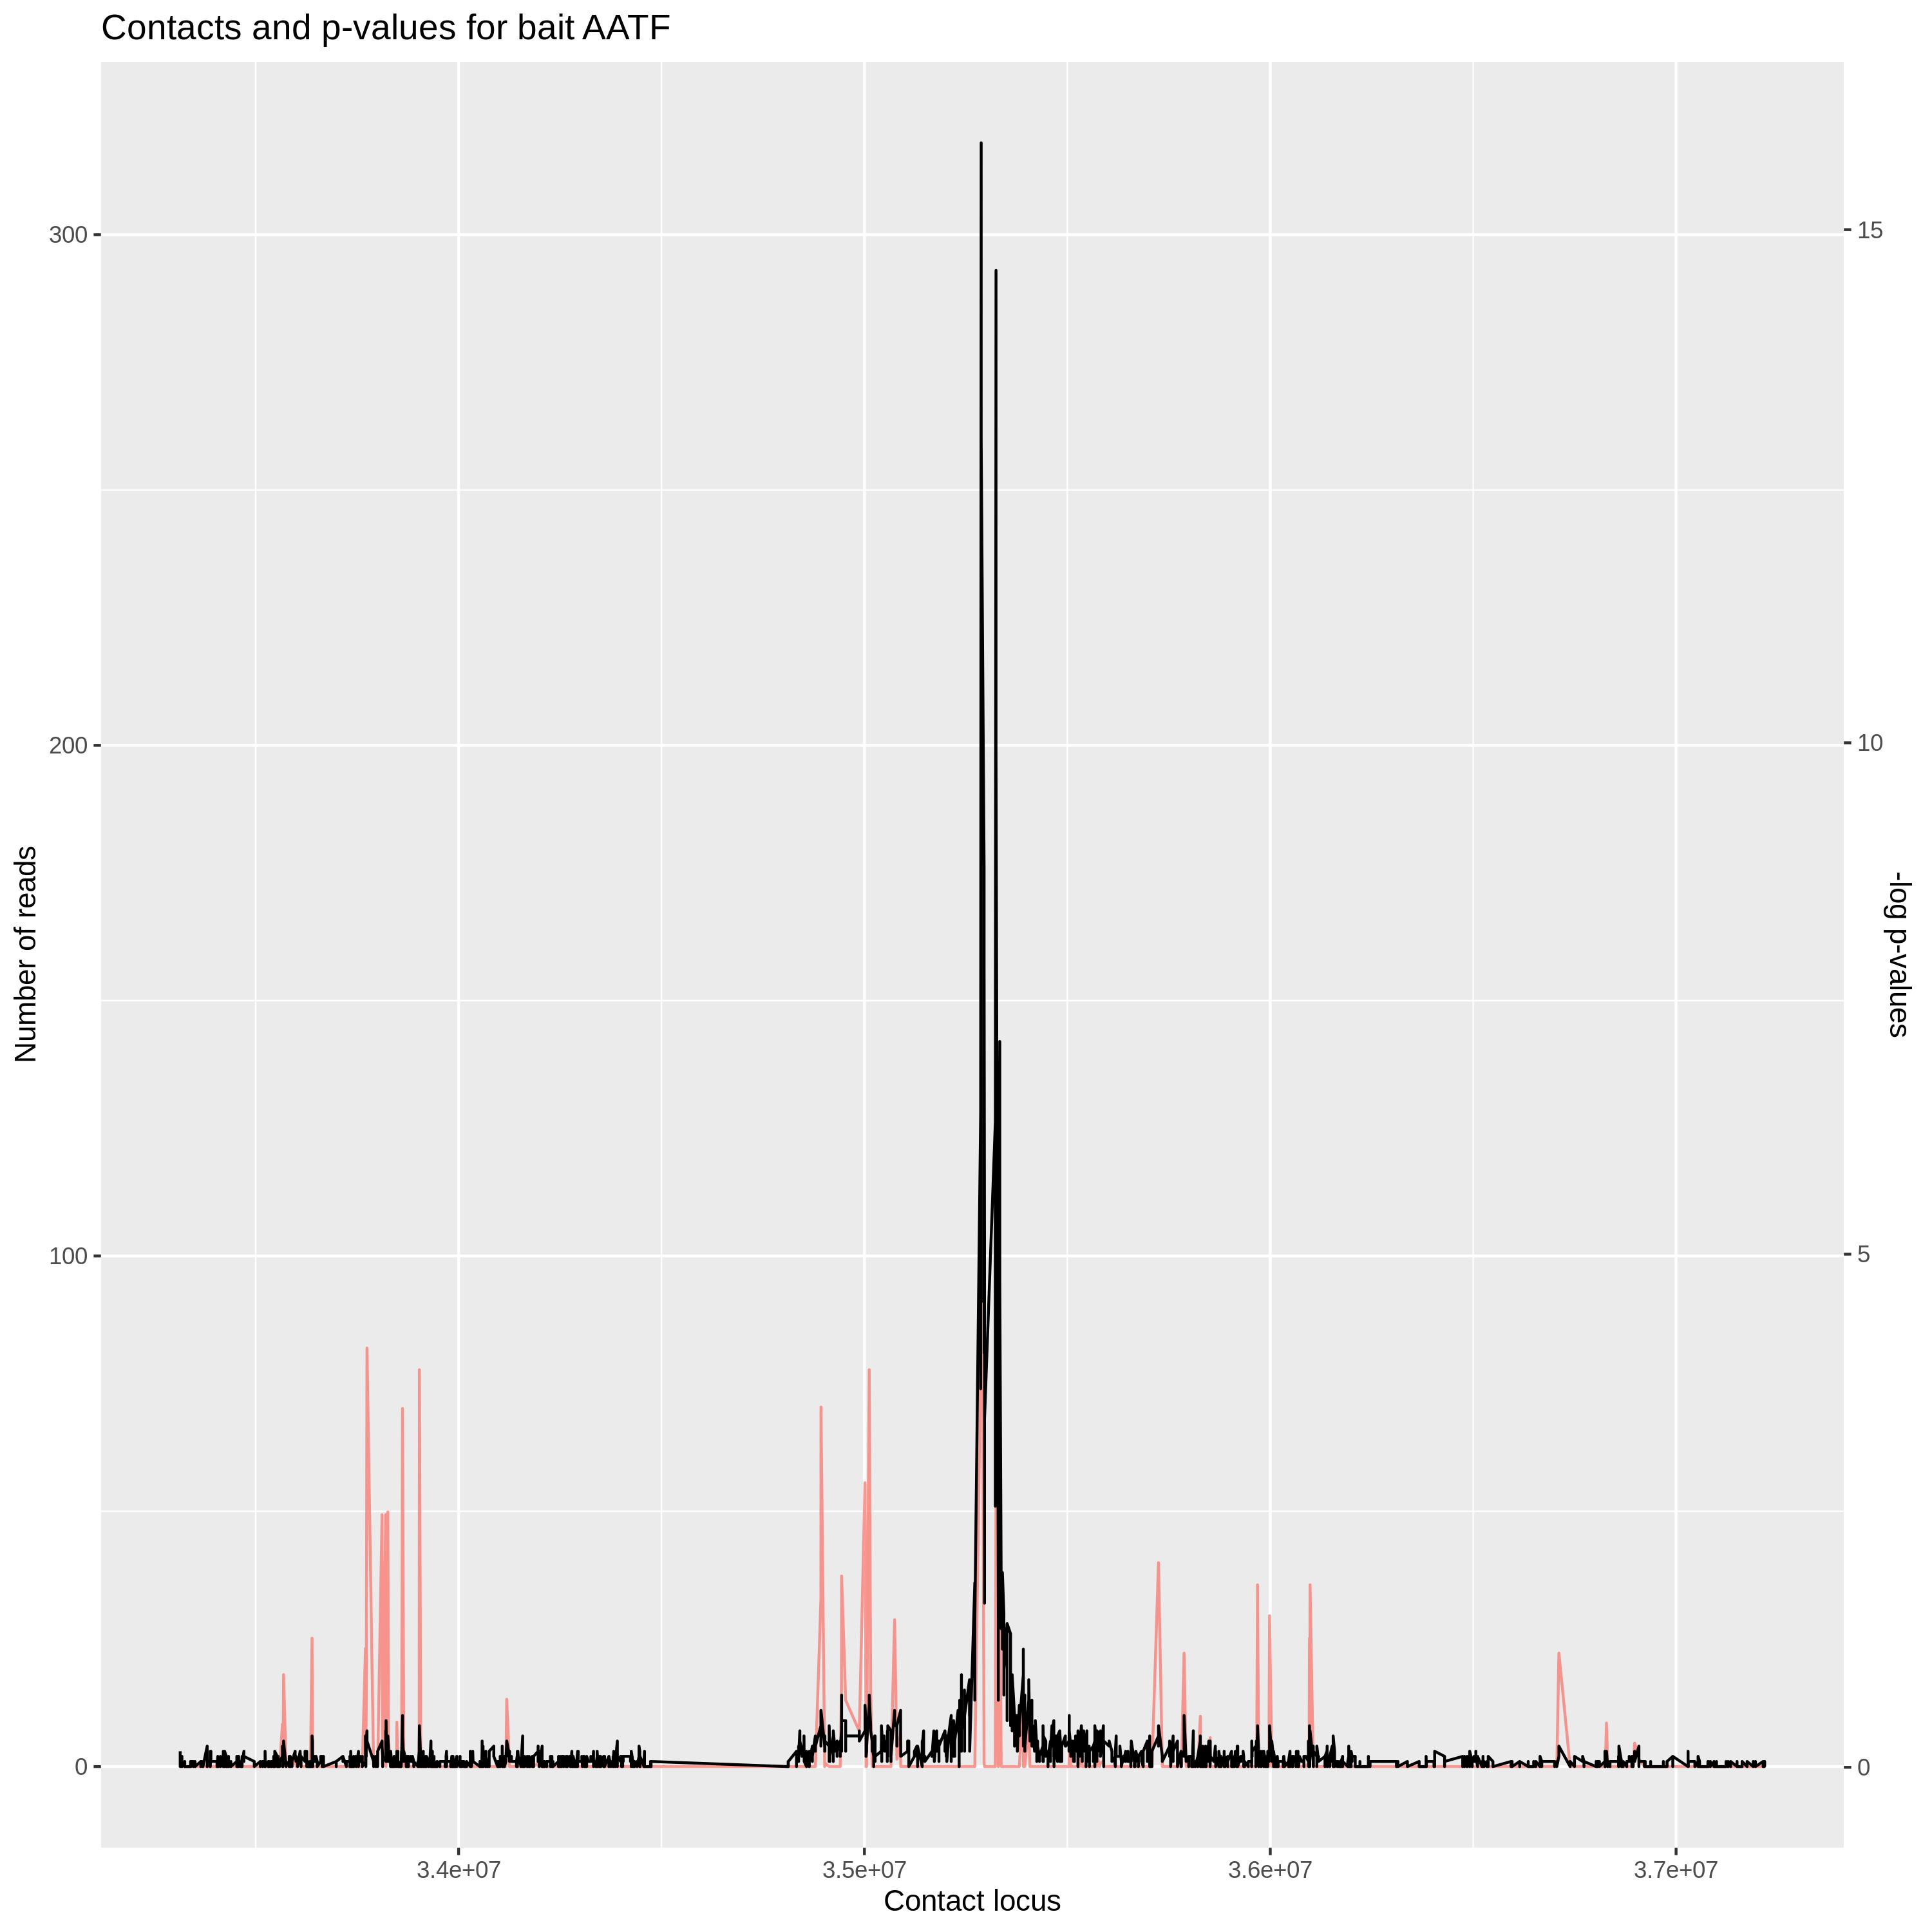 Contacts and p-values for bait AATF
300
200
100
0
Number of reads
15
10
5
0
-log p-values
3.4e+07 3.5e+07 3.6e+07 3.7e+07
Contact locus